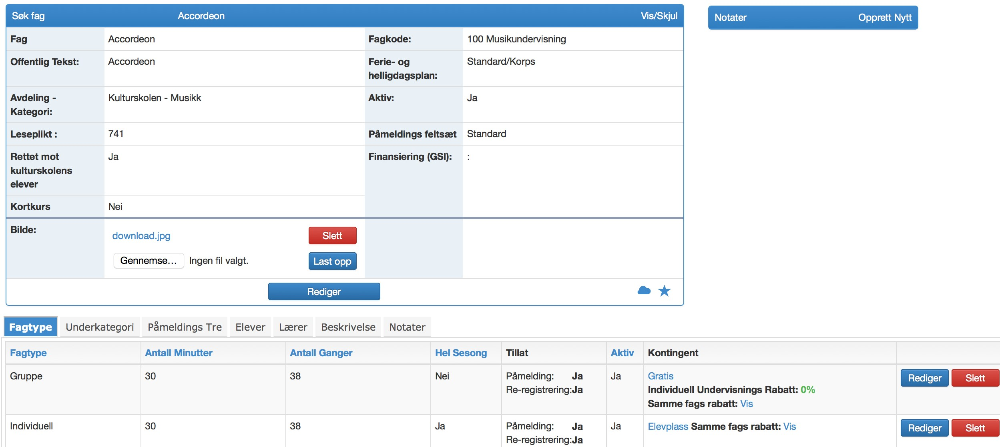 Søk fag Accordeon Vis/Skjul
Notater Opprett Nytt
Fag Accordeon Fagkode: 100 Musikundervisning
Offentlig Tekst: Accordeon Ferie- og
helligdagsplan: Standard/Korps
Avdeling -
Kategori: Kulturskolen - Musikk Aktiv: Ja
Leseplikt : 741 Påmeldings feltsæt Standard
Rettet mot
kulturskolens
elever Ja Finansiering (GSI): :
Kortkurs Nei
Bilde: download.jpg Slett
Gennemse... Ingen fil valgt. Last opp
Rediger
Fagtype Underkategori Påmeldings Tre Elever Lærer Beskrivelse Notater
Fagtype Antall Minutter Antall Ganger Hel Sesong Tillat Aktiv Kontingent
Gruppe 30 38 Nei Påmelding: Ja Ja Gratis Rediger Slett
Re-registrering:Ja Individuell Undervisnings Rabatt: 0%
Samme fags rabatt: Vis
Individuell 30 38 Ja Påmelding: Ja Ja Elevplass Samme fags rabatt: Vis Rediger Slett
Re-registrering:Ja